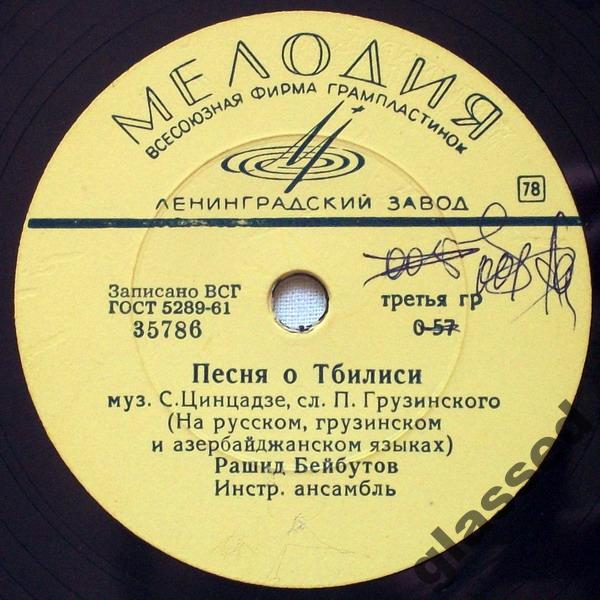 МЕЛОДИЯ
ВСЕСОЮЗНАЯ ФИРМА ГРАМПЛАСТИНОК
ЛЕНИНГРАДСКИЙ ЗАВОД
78
Записано ВСГ
ГОСТ 5289-61
35786
третья гр
0-57
Песня о Тбилиси
муз. С.Цинцадзе, сл. П. Грузинского
(На русском, грузинском
и азербайджанском языках)
Рашид Бейбутов
Инстр. ансамбль
glassod